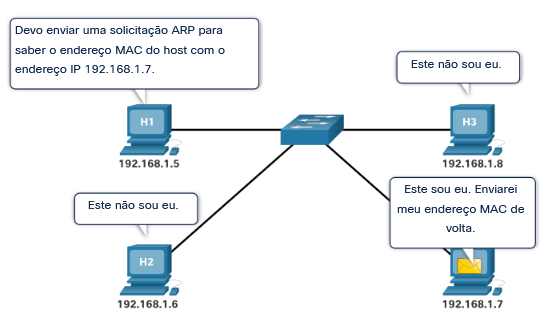 Devo enviar uma solicitação ARP para
saber o endereço MAC do host com o
endereço IP 192.168.1.7.
Este não sou eu.
H1
H3
192.168.1.5
192.168.1.8
Este sou eu. Enviarei
meu endereço MAC de
volta.
Este não sou eu.
H2
192.168.1.6
192.168.1.7